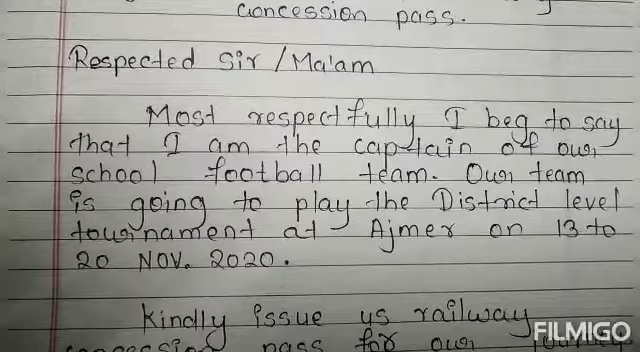 concession pass.
Respected Sir/Ma'am
Most respectfully I beg to say
that I am the captain of our
school football team. Our team
is going to play the District level
tournament at Ajmer on 13 to
20 NOV. 2020.
Kindly issue us railway
FILMIGO
concession pass for our journey